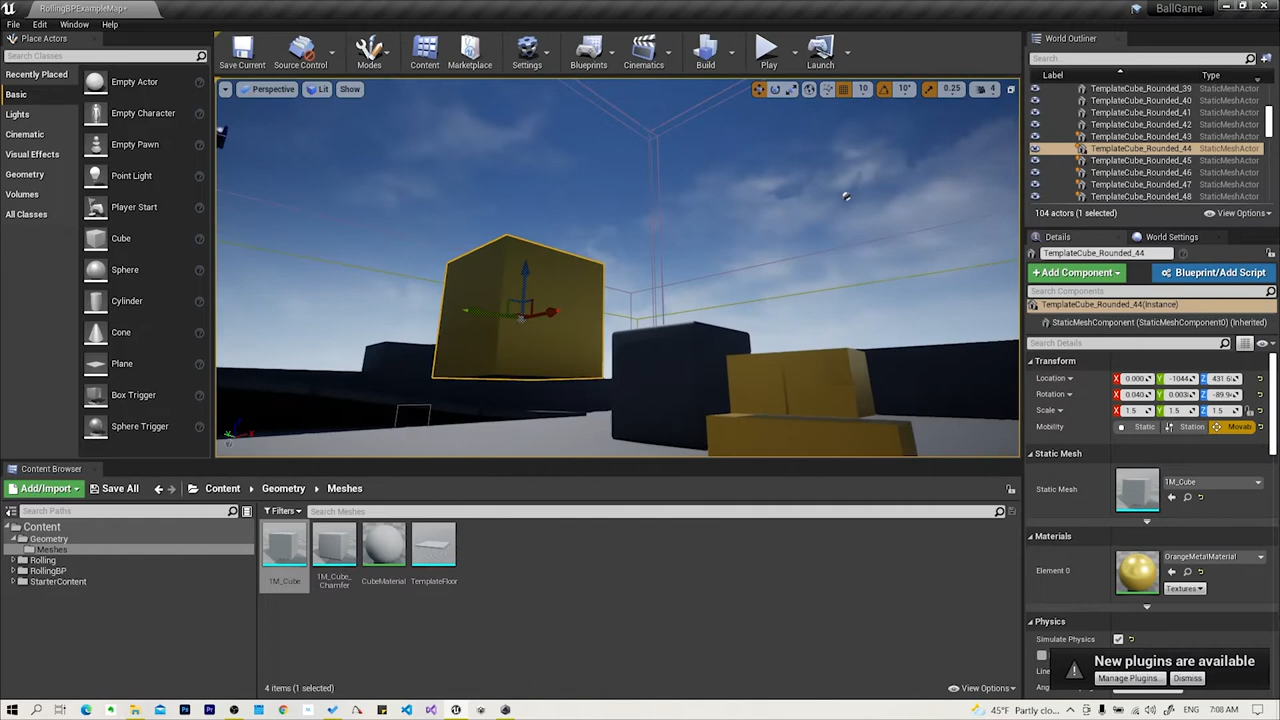 RollingBPExampleMap*
BallGame
File Edit Window Help
Place Actors
Search Classes
Recently Placed
Basic
Lights
Cinematic
Visual Effects
Geometry
Volumes
All Classes
Empty Actor
Empty Character
Empty Pawn
Point Light
Player Start
Cube
Sphere
Cylinder
Cone
Plane
Box Trigger
Sphere Trigger
Save Current
Source Control
Modes
Content
Marketplace
Settings
Blueprints
Cinematics
Build
Play
Launch
Perspective Lit Show
10 10° 0.25 4
World Outliner
Search...
Label Type
TemplateCube_Rounded_39 StaticMeshActor
TemplateCube_Rounded_40 StaticMeshActor
TemplateCube_Rounded_41 StaticMeshActor
TemplateCube_Rounded_42 StaticMeshActor
TemplateCube_Rounded_43 StaticMeshActor
TemplateCube_Rounded_44 StaticMeshActor
TemplateCube_Rounded_45 StaticMeshActor
TemplateCube_Rounded_46 StaticMeshActor
TemplateCube_Rounded_47 StaticMeshActor
TemplateCube_Rounded_48 StaticMeshActor
104 actors (1 selected) View Options
Details World Settings
TemplateCube_Rounded_44
+Add Component Blueprint/Add Script
Search Components
TemplateCube_Rounded_44(Instance)
StaticMeshComponent (StaticMeshComponent0) (Inherited)
Search Details
Transform
Location X 0.000 Y -1044 Z 431.6
Rotation X 0.040 Y 0.003 Z -89.9
Scale X 1.5 Y 1.5 Z 1.5
Mobility Static Station Movab
Static Mesh
Static Mesh 1M_Cube
Materials
Element 0 OrangeMetalMaterial
Textures
Physics
Simulate Physics
New plugins are available
Manage Plugins... Dismiss
Content Browser
Add/Import Save All Content Geometry Meshes
Search Paths
Filters Search Meshes
Content
Geometry
Meshes
Rolling
RollingBP
StarterContent
1M_Cube
1M_Cube_
Chamfer
CubeMaterial
TemplateFloor
4 items (1 selected) View Options
45°F Partly clo... 7:08 AM